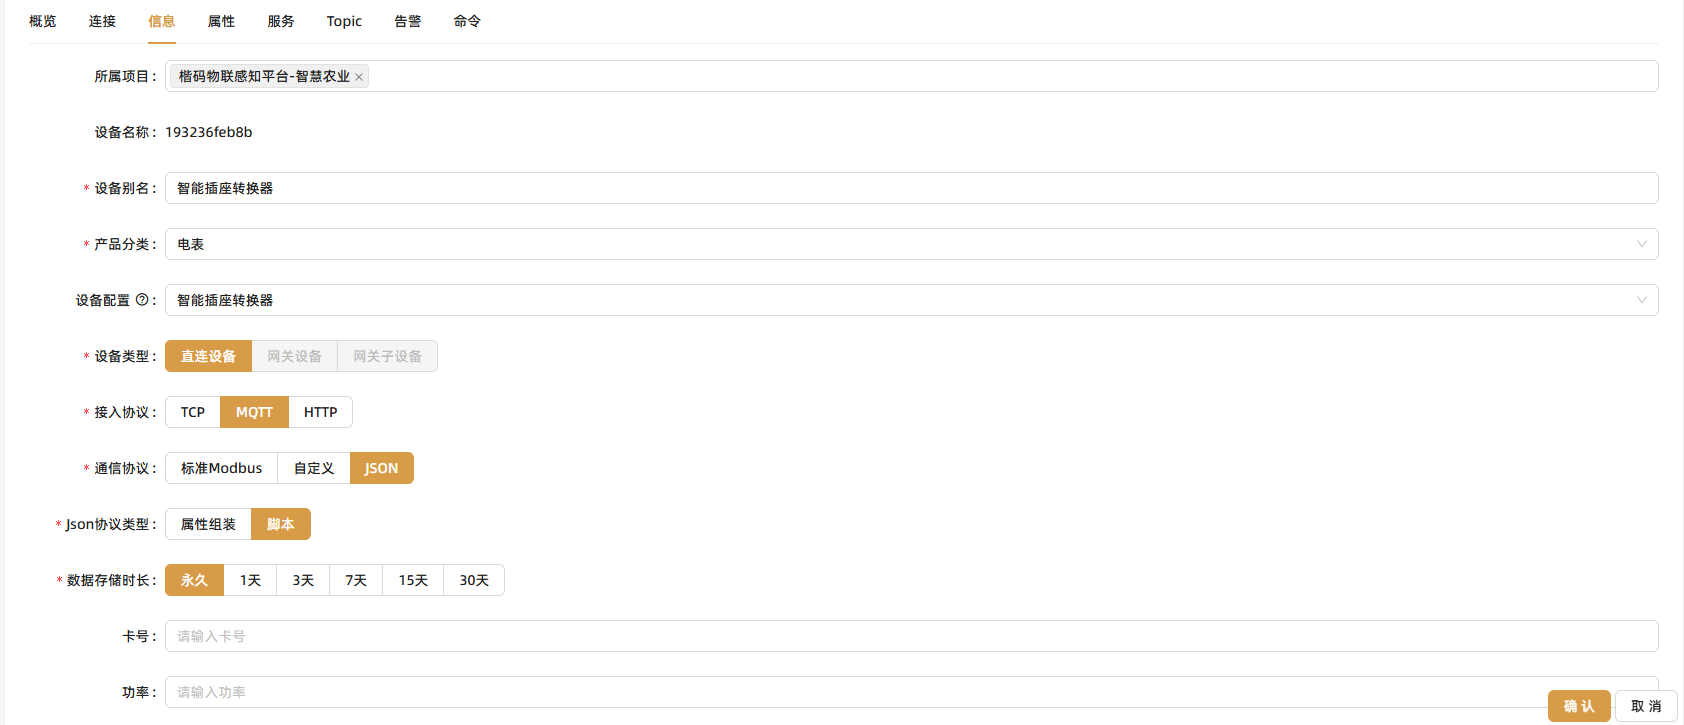 概览 连接 信息 属性 服务 Topic 告警 命令
所属项目: 楷码物联感知平台-智慧农业 ×
设备名称: 193236feb8b
* 设备别名: 智能插座转换器
* 产品分类: 电表
设备配置 ?: 智能插座转换器
* 设备类型: 直连设备 网关设备 网关子设备
* 接入协议: TCP MQTT HTTP
* 通信协议: 标准Modbus 自定义 JSON
* Json协议类型: 属性组装 脚本
* 数据存储时长: 永久 1天 3天 7天 15天 30天
卡号: 请输入卡号
功率: 请输入功率
确 认 取 消